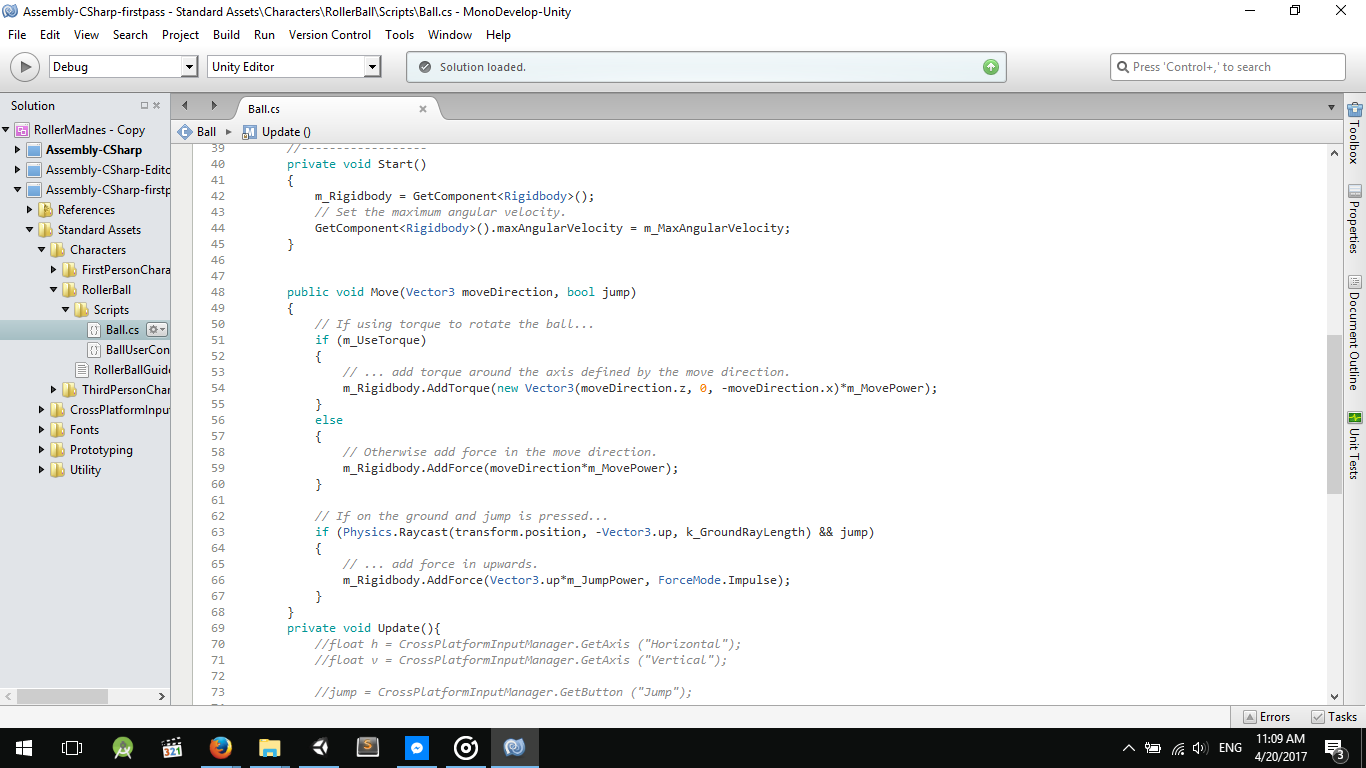 Assembly-CSharp-firstpass - Standard Assets\Characters\RollerBall\Scripts\Ball.cs - MonoDevelop-Unity
File Edit View Search Project Build Run Version Control Tools Window Help
Debug
Unity Editor
Solution loaded.
Press 'Control+,' to search
Solution
RollerMadnes - Copy
Assembly-CSharp
Assembly-CSharp-Edito
Assembly-CSharp-firstp
References
Standard Assets
Characters
FirstPersonChara
RollerBall
Scripts
Ball.cs
BallUserCon
RollerBallGuide
ThirdPersonChar
CrossPlatformInput
Fonts
Prototyping
Utility
Ball.cs
Ball Update ()
39 //------------------
40 private void Start()
41 {
42 m_Rigidbody = GetComponent<Rigidbody>();
43 // Set the maximum angular velocity.
44 GetComponent<Rigidbody>().maxAngularVelocity = m_MaxAngularVelocity;
45 }
46
47
48 public void Move(Vector3 moveDirection, bool jump)
49 {
50 // If using torque to rotate the ball...
51 if (m_UseTorque)
52 {
53 // ... add torque around the axis defined by the move direction.
54 m_Rigidbody.AddTorque(new Vector3(moveDirection.z, 0, -moveDirection.x)*m_MovePower);
55 }
56 else
57 {
58 // Otherwise add force in the move direction.
59 m_Rigidbody.AddForce(moveDirection*m_MovePower);
60 }
61
62 // If on the ground and jump is pressed...
63 if (Physics.Raycast(transform.position, -Vector3.up, k_GroundRayLength) && jump)
64 {
65 // ... add force in upwards.
66 m_Rigidbody.AddForce(Vector3.up*m_JumpPower, ForceMode.Impulse);
67 }
68 }
69 private void Update(){
70 //float h = CrossPlatformInputManager.GetAxis ("Horizontal");
71 //float v = CrossPlatformInputManager.GetAxis ("Vertical");
72
73 //jump = CrossPlatformInputManager.GetButton ("Jump");
Toolbox
Properties
Document Outline
Unit Tests
Errors
Tasks
321
S
ENG
11:09 AM
4/20/2017
3